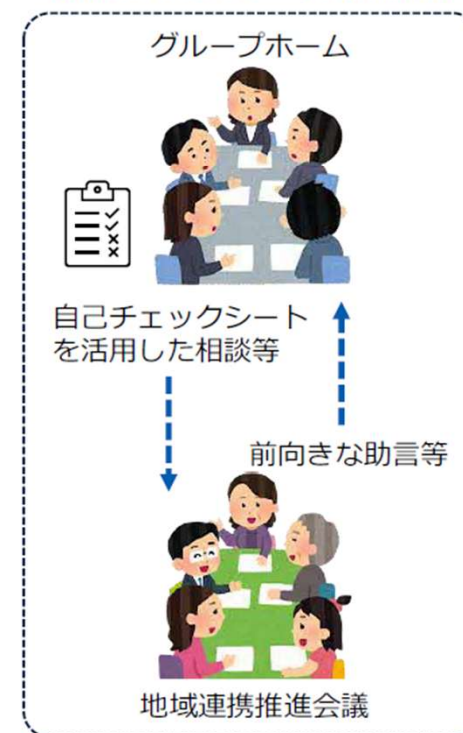 グループホーム
自己チェックシート
を活用した相談等
前向きな助言等
地域連携推進会議